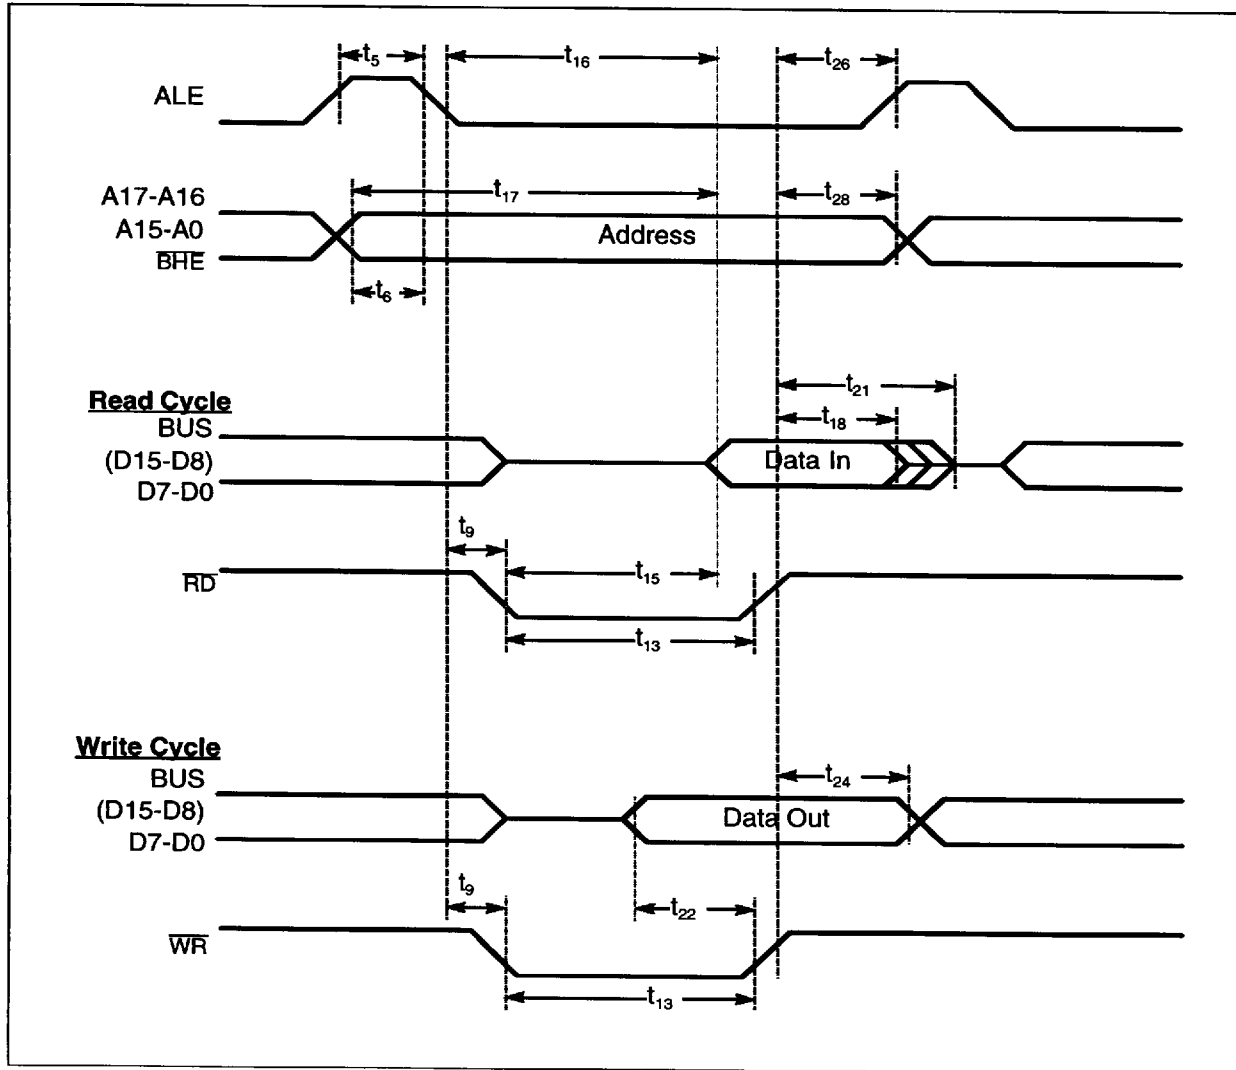 t5
t16
t26
ALE
A17-A16
t17
t28
A15-A0
Address
BHE
t6
t21
Read Cycle
BUS
t18
(D15-D8)
Data In
D7-D0
t9
RD
t15
t13
Write Cycle
BUS
t24
(D15-D8)
Data Out
D7-D0
t9
t22
WR
t13